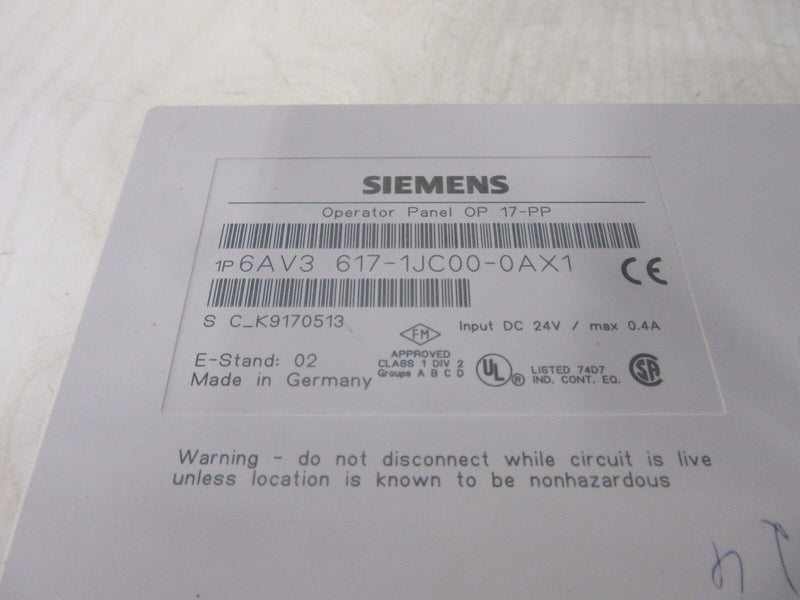 SIEMENS
Operator Panel OP 17-PP
1P 6AV3 617-1JC00-0AX1
CE
S C_K9170513
Input DC 24V / max 0.4A
FM
APPROVED
CLASS 1 DIV 2
Groups A B C D
E-Stand: 02
Made in Germany
UL ®
LISTED 74D7
IND. CONT. EQ.
SA
Warning - do not disconnect while circuit is live
unless location is known to be nonhazardous